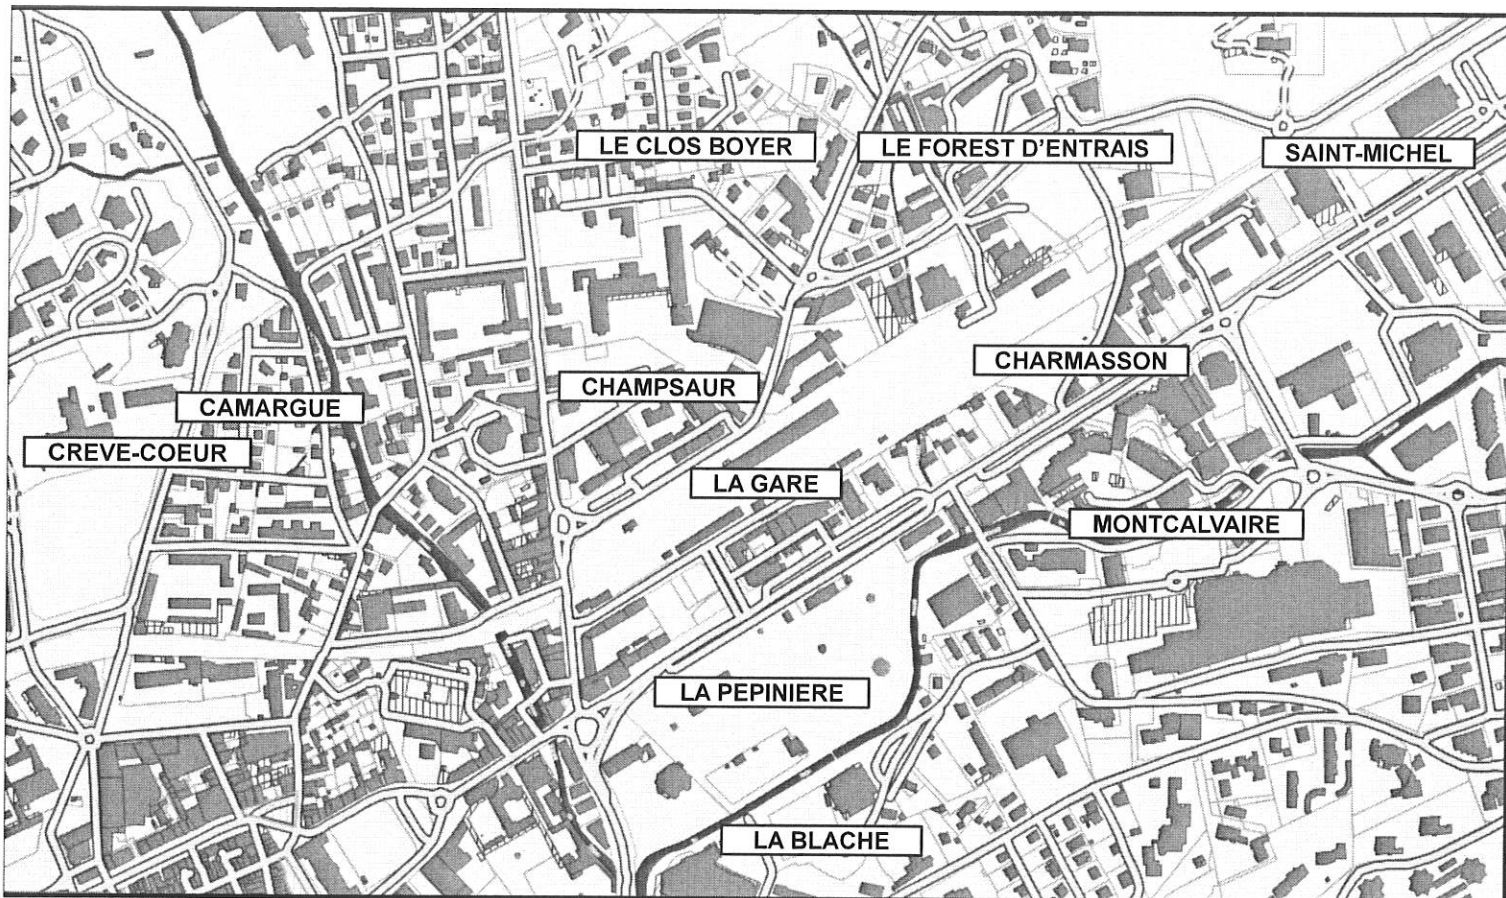 LE CLOS BOYER
LE FOREST D'ENTRAIS
SAINT-MICHEL
CHARMASSON
CHAMPSAUR
CAMARGUE
CREVE-COEUR
LA GARE
MONTCALVAIRE
LA PEPINIERE
LA BLACHE